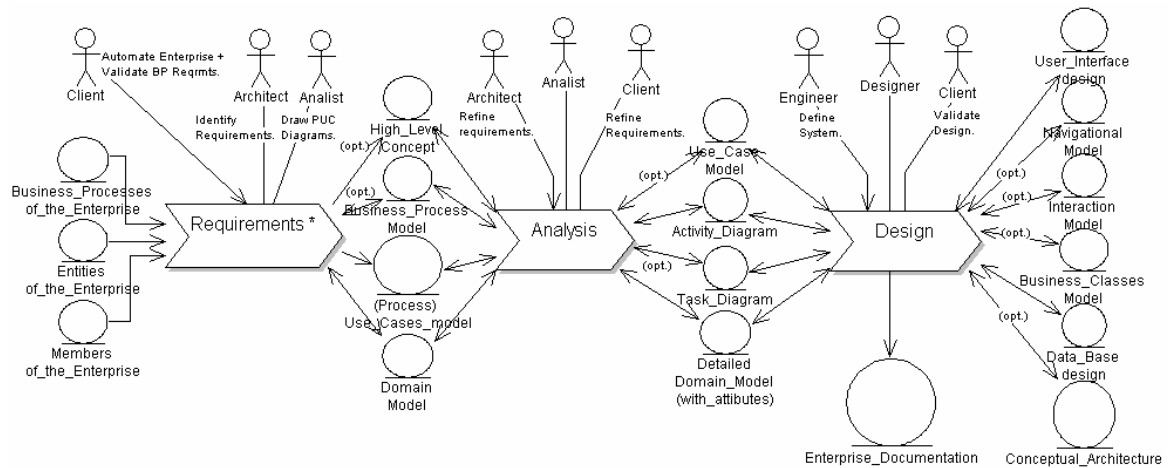 Automate Enterprise +
Validate BP Reqrmts.
Client
Architect
Analist
Identify
Requirements.
Draw PUC
Diagrams.
Business_Processes
of_the_Enterprise
Entities
of_the_Enterprise
Members
of_the_Enterprise
Requirements *
(opt.)
High_Level
Concept
(opt.)
Business_Process
Model
(Process)
Use_Cases_model
Domain
Model
Architect
Refine
requirements.
Analist
Client
Refine
Requirements.
Analysis
(opt.)
Use_Case
Model
Activity_Diagram
(opt.)
Task_Diagram
Detailed
Domain_Model
(with_attibutes)
Engineer
Define
System.
Designer
Client
Validate
Design.
Design
Enterprise_Documentation
User_Interface
design
(opt.)
Navigational
Model
(opt.)
Interaction
Model
(opt.)
Business_Classes
Model
(opt.)
Data_Base
design
Conceptual_Architecture